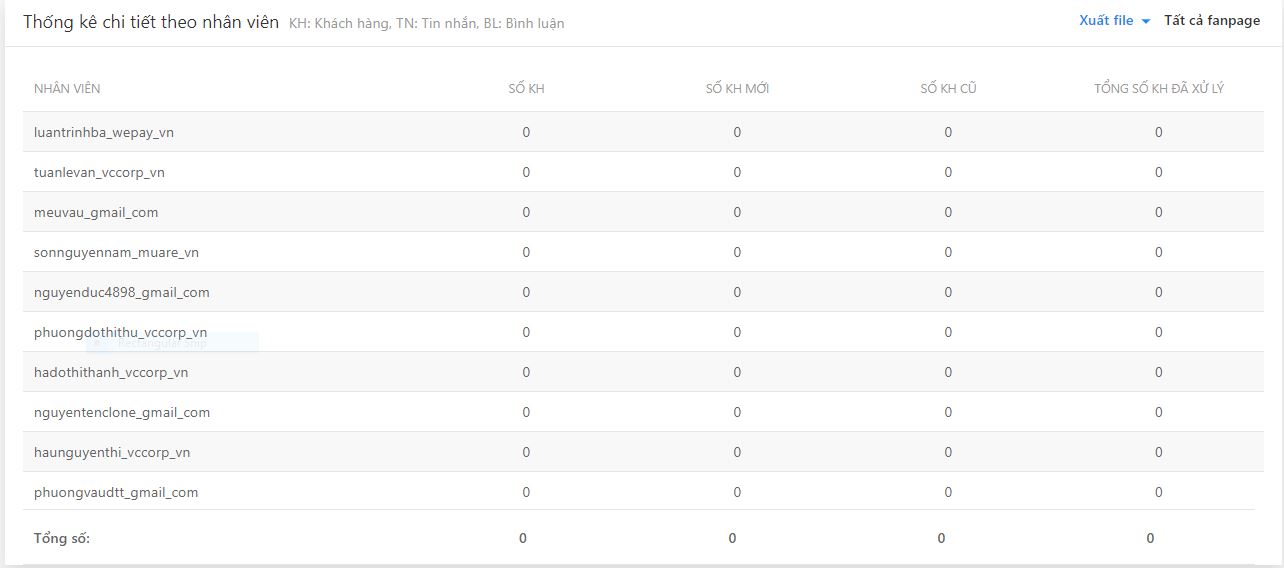 Thống kê chi tiết theo nhân viên KH: Khách hàng, TN: Tin nhắn, BL: Bình luận Xuất file Tất cả fanpage
NHÂN VIÊN SỐ KH SỐ KH MỚI SỐ KH CŨ TỔNG SỐ KH ĐÃ XỬ LÝ
luantrinhba_wepay_vn 0 0 0 0
tuanlevan_vccorp_vn 0 0 0 0
meuvau_gmail_com 0 0 0 0
sonnguyennam_muare_vn 0 0 0 0
nguyenduc4898_gmail_com 0 0 0 0
phuongdothithu_vccorp_vn 0 0 0 0
Rectangular Snip
hadothithanh_vccorp_vn 0 0 0 0
nguyentenclone_gmail_com 0 0 0 0
haunguyenthi_vccorp_vn 0 0 0 0
phuongvaudtt_gmail_com 0 0 0 0
Tổng số: 0 0 0 0